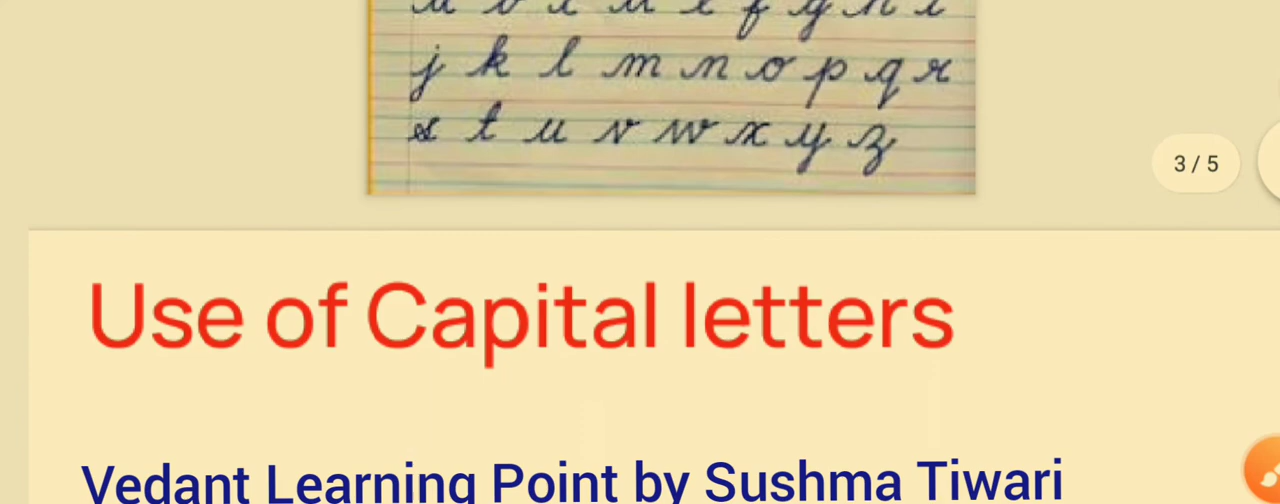 j k l m n o p q r
s t u v w x y z
3 / 5
Use of Capital letters
Vedant Learning Point by Sushma Tiwari